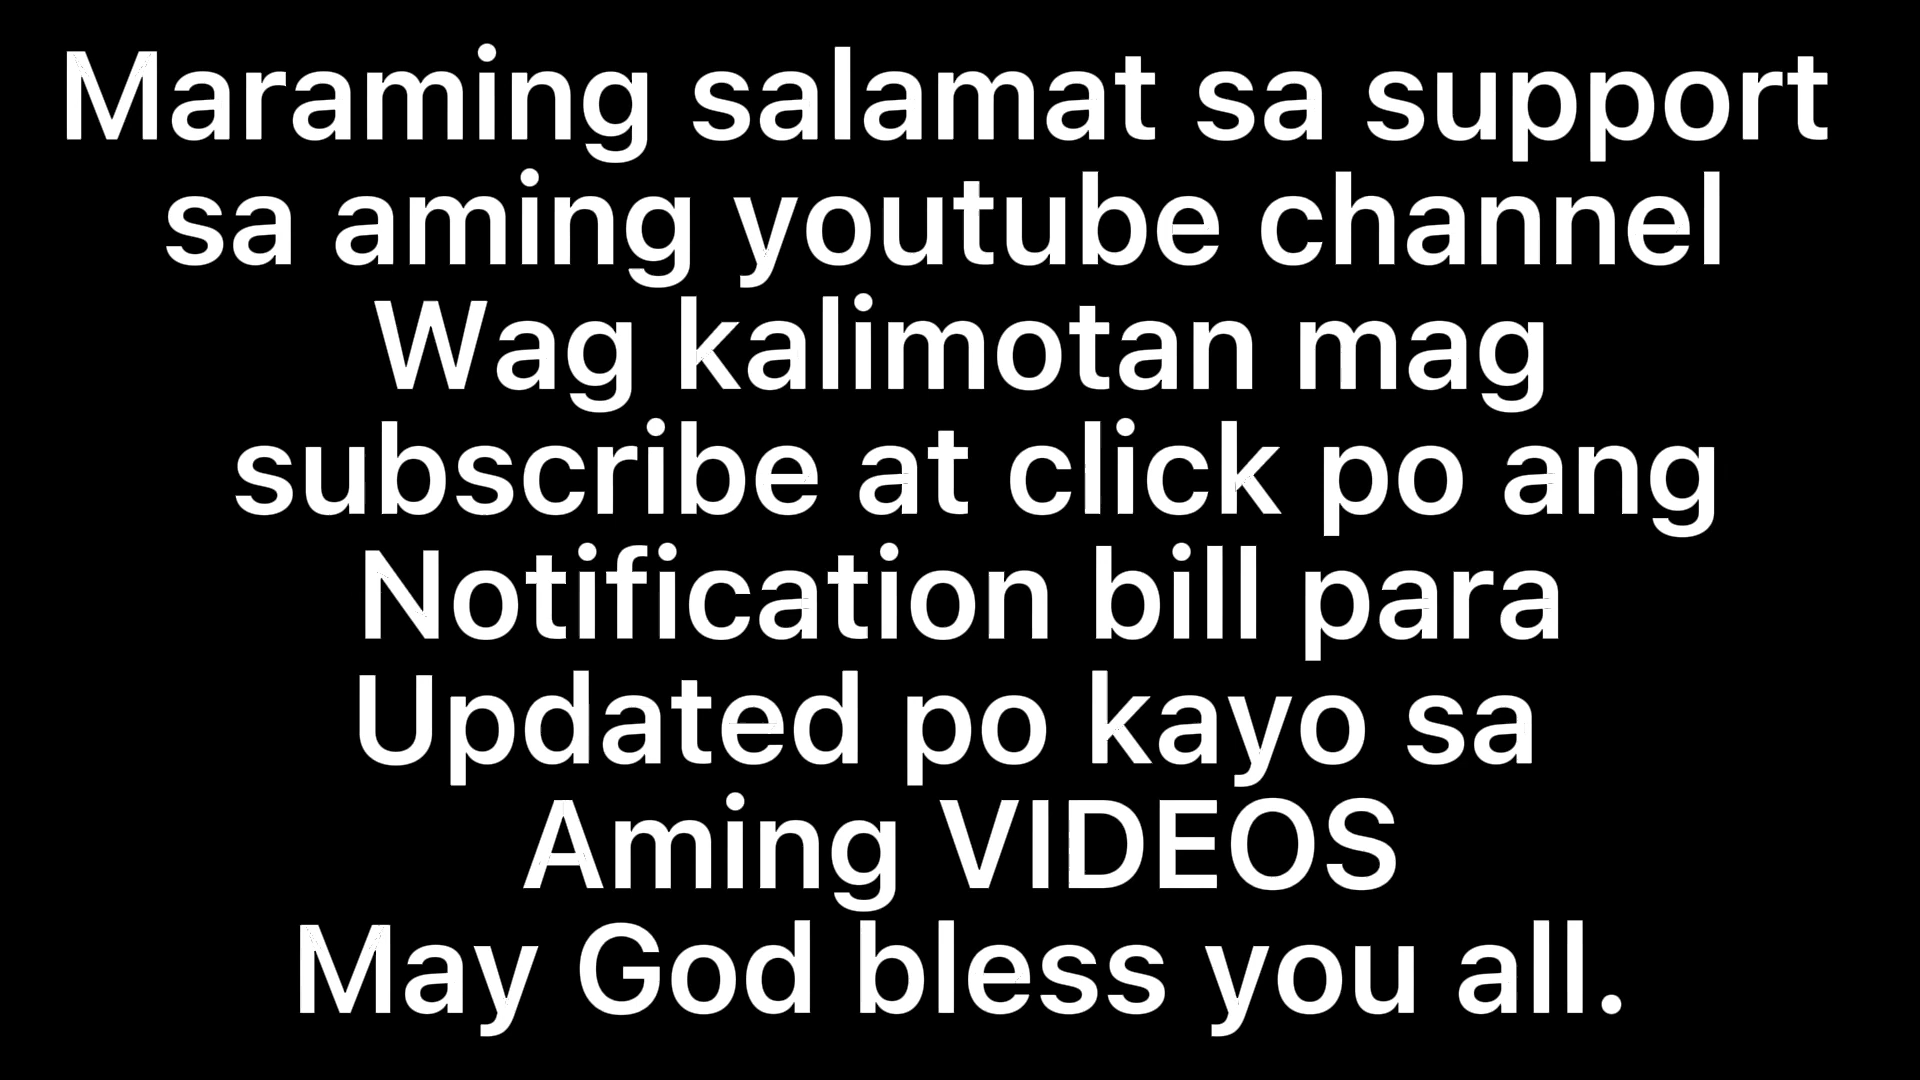 Maraming salamat sa support
sa aming youtube channel
Wag kalimotan mag
subscribe at click po ang
Notification bill para
Updated po kayo sa
Aming VIDEOS
May God bless you all.